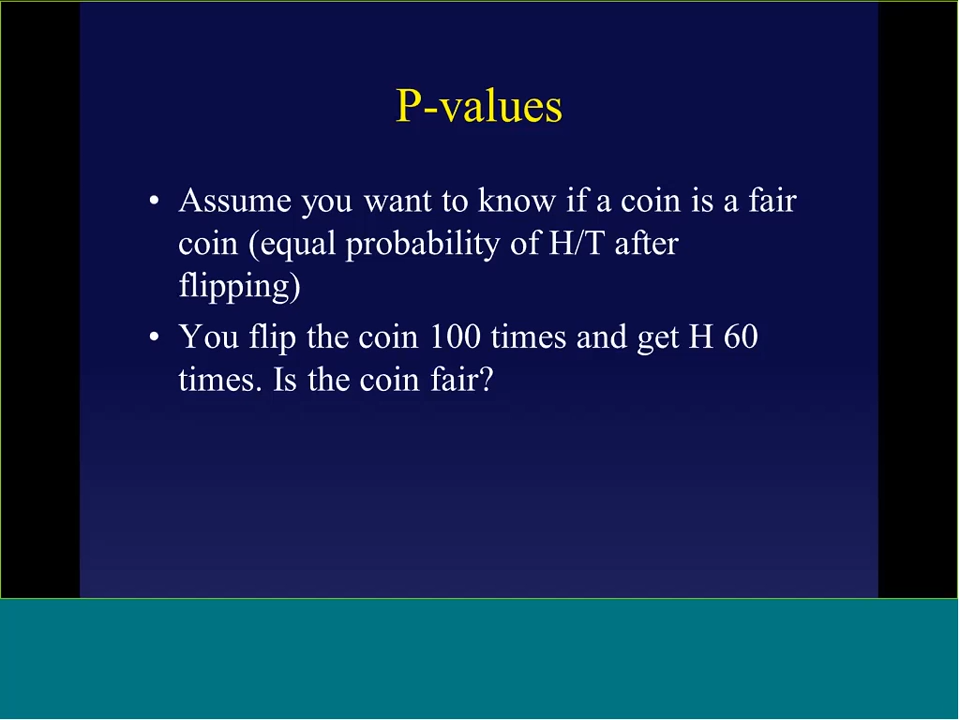 P-values
• Assume you want to know if a coin is a fair
coin (equal probability of H/T after
flipping)
• You flip the coin 100 times and get H 60
times. Is the coin fair?